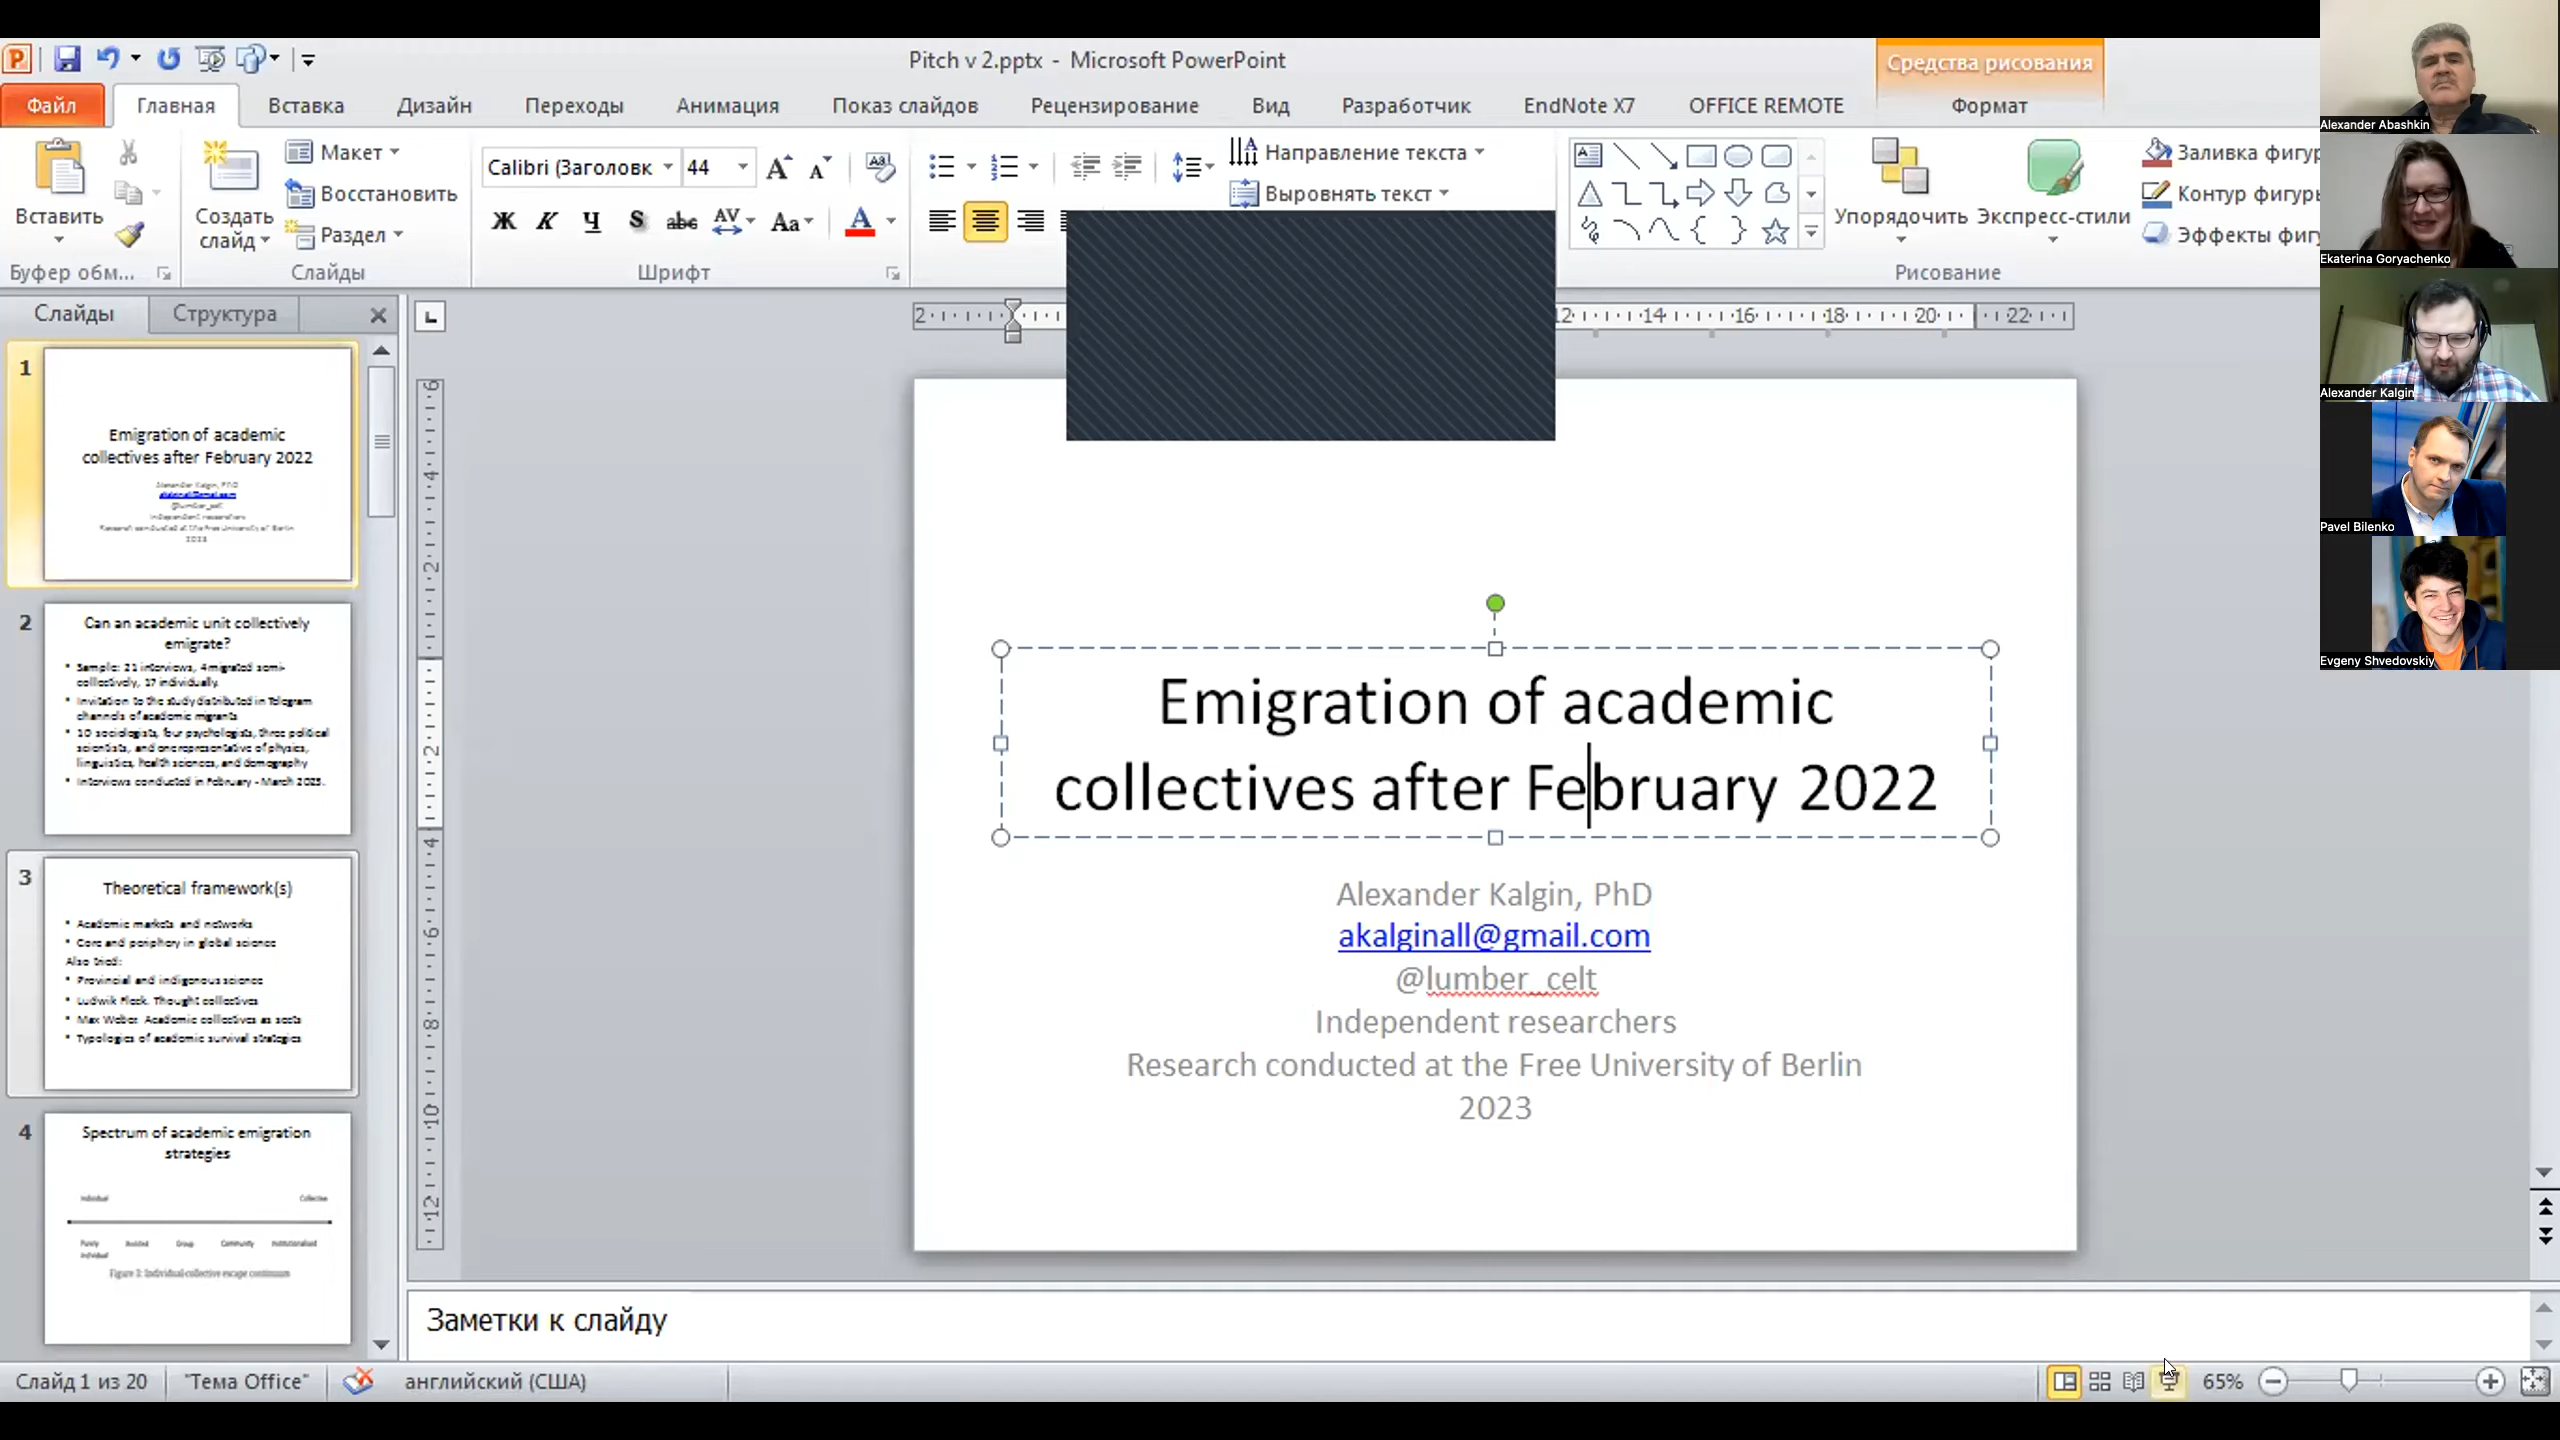 Pitch v 2.pptx - Microsoft PowerPoint
Средства рисования
Файл
Главная
Вставка
Дизайн
Переходы
Анимация
Показ слайдов
Рецензирование
Вид
Разработчик
EndNote X7
OFFICE REMOTE
Формат
Вставить
Буфер обм...
Создать
слайд
Макет
Восстановить
Раздел
Слайды
Calibri (Заголовк
44
Ж К Ч S abc AV Aa A
Шрифт
Направление текста
Выровнять текст
Упорядочить
Экспресс-стили
Заливка фигур
Контур фигуры
Эффекты фигу
Рисование
Слайды
Структура
1
Emigration of academic
collectives after February 2022
Alexander Kalgin, PhD
akalginall@gmail.com
@lumber_celt
Independent researchers
Research conducted at the Free University of Berlin
2023
2
Can an academic unit collectively
emigrate?
Sample: 21 interviews, 4 migrated semi-
collectively, 17 individually.
Invitation to the study distributed in Telegram
channels of academic migrants
10 sociologists, four psychologists, three political
scientists, and one representative of physics,
linguistics, health sciences, and demography
Interviews conducted in February - March 2023.
3
Theoretical framework(s)
Academic markets and networks
Core and periphery in global science
Also tried:
Provincial and indigenous science
Ludwik Fleck. Thought collectives
Max Weber. Academic collectives as sects
Typologies of academic survival strategies
4
Spectrum of academic emigration
strategies
Individual
Collective
Purely
individual
Assisted
Group
Community
Institutionalised
Figure 2: Individual-collective escape continuum
Emigration of academic
collectives after February 2022
Alexander Kalgin, PhD
akalginall@gmail.com
@lumber_celt
Independent researchers
Research conducted at the Free University of Berlin
2023
Заметки к слайду
Слайд 1 из 20
"Тема Office"
английский (США)
65%
Alexander Abashkin
Ekaterina Goryachenko
Alexander Kalgin
Pavel Bilenko
Evgeny Shvedovskiy